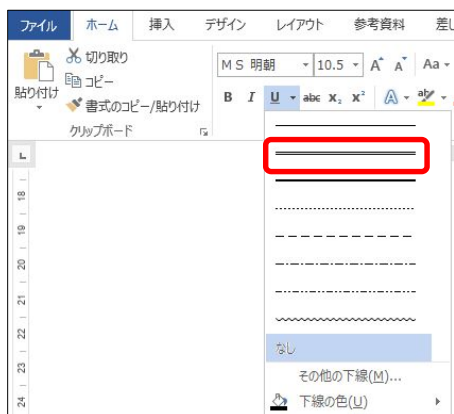 ファイル ホーム 挿入 デザイン レイアウト 参考資料 差し
切り取り
コピー
書式のコピー/貼り付け
貼り付け
クリップボード
MS 明朝 10.5 A A Aa
B I U abc X₂ X² A ab
なし
その他の下線(M)...
下線の色(U)
L
18
19
20
21
22
23
24